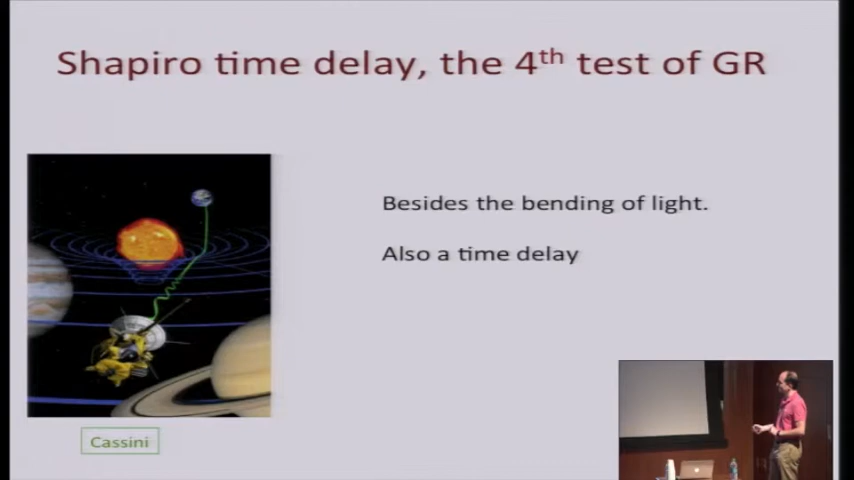 Shapiro time delay, the 4th test of GR
Besides the bending of light.
Also a time delay
Cassini